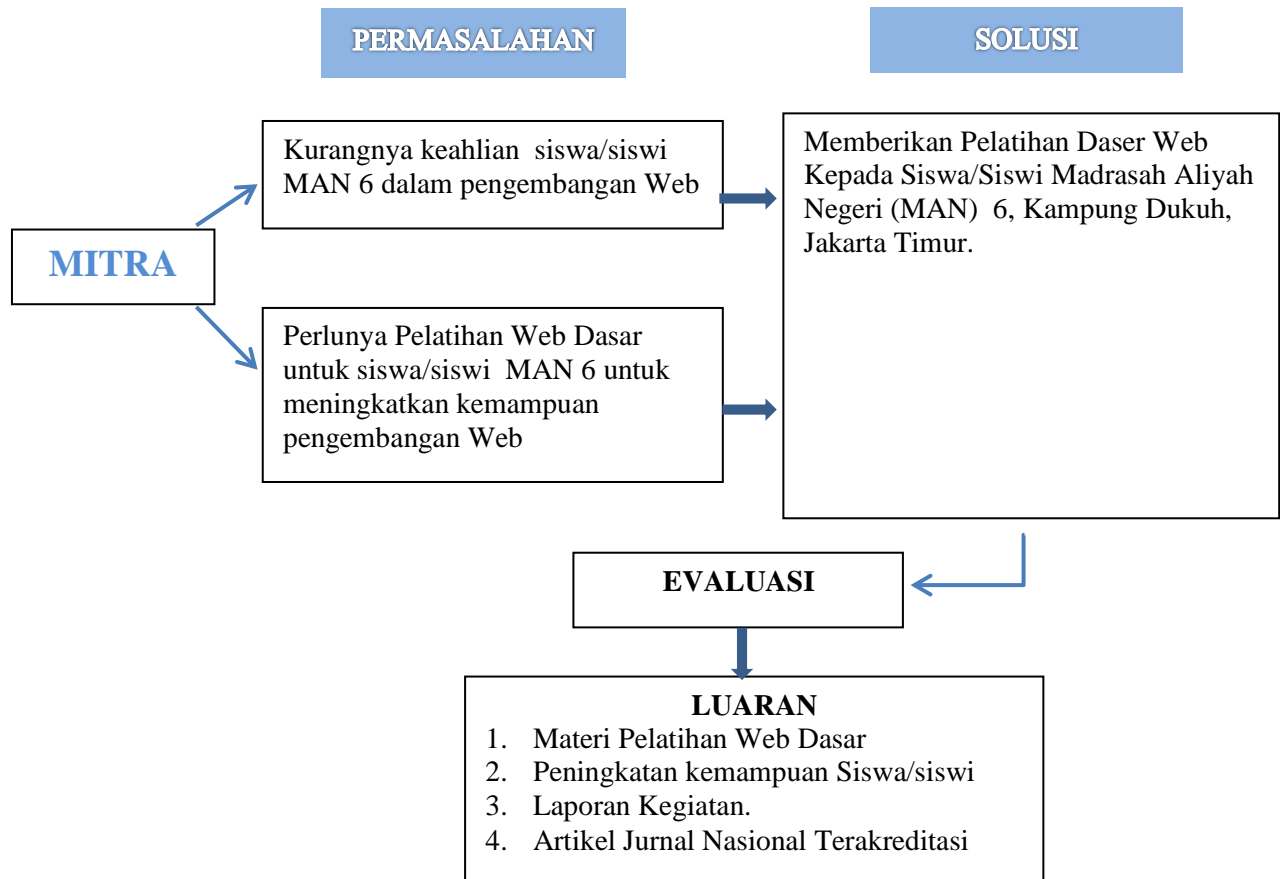 PERMASALAHAN
SOLUSI
MITRA
Kurangnya keahlian siswa/siswi
MAN 6 dalam pengembangan Web
Perlunya Pelatihan Web Dasar
untuk siswa/siswi MAN 6 untuk
meningkatkan kemampuan
pengembangan Web
Memberikan Pelatihan Daser Web
Kepada Siswa/Siswi Madrasah Aliyah
Negeri (MAN) 6, Kampung Dukuh,
Jakarta Timur.
EVALUASI
LUARAN
1. Materi Pelatihan Web Dasar
2. Peningkatan kemampuan Siswa/siswi
3. Laporan Kegiatan.
4. Artikel Jurnal Nasional Terakreditasi